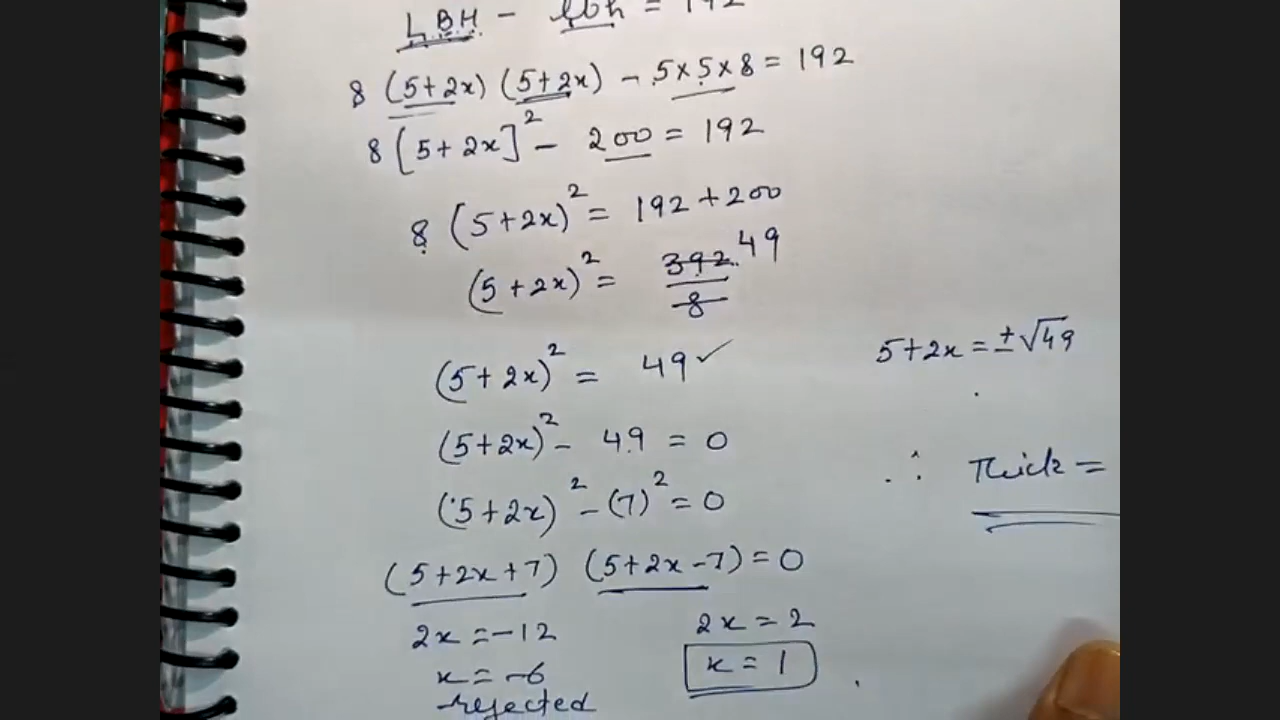 LBH - lbh = 192
8 (5+2x) (5+2x) - 5×5×8 = 192
8 [5+2x]² - 200 = 192
8 (5+2x)² = 192+200
(5+2x)² = 392/8 49
(5+2x)² = 49 ✓
5+2x = ±√49
(5+2x)² - 49 = 0
∴ Thick =
(5+2x)² - (7)² = 0
(5+2x+7) (5+2x-7) = 0
2x = -12 2x = 2
x = -6 x = 1
rejected